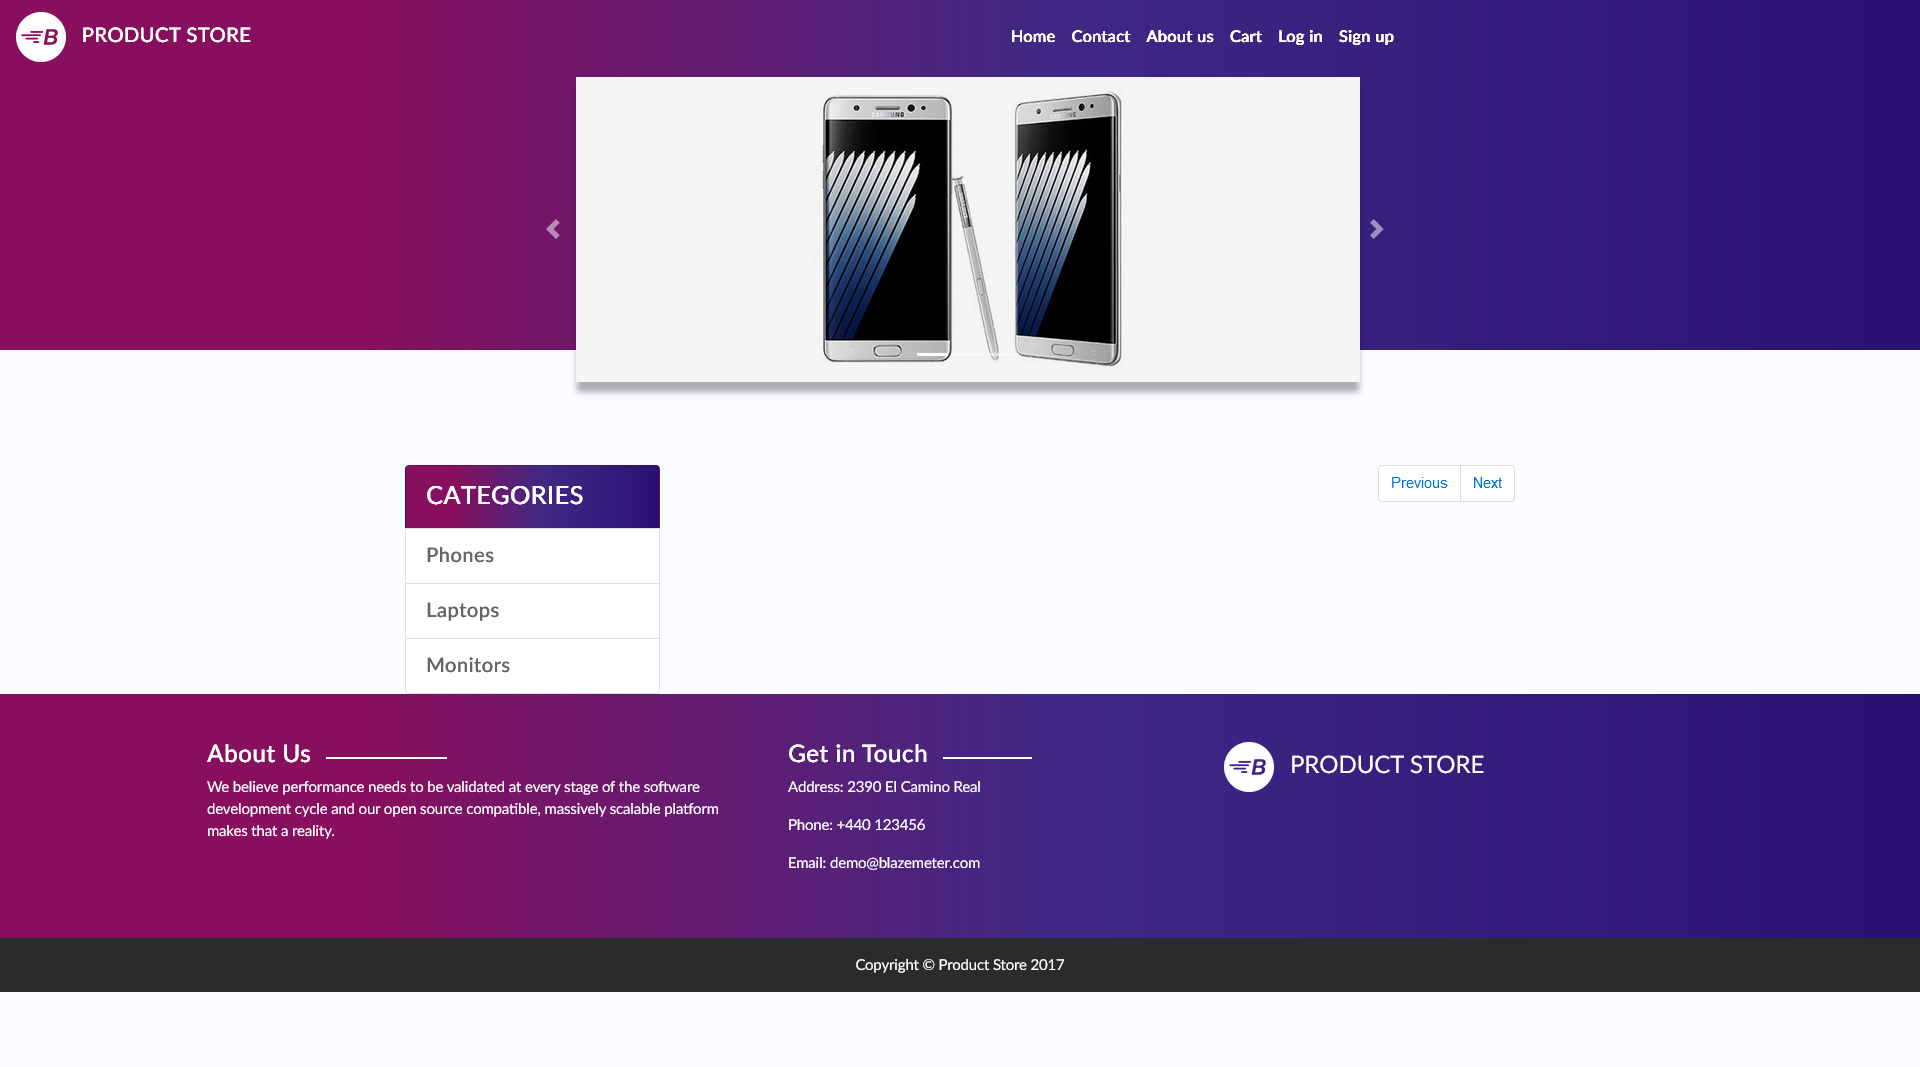 PRODUCT STORE
Home Contact About us Cart Log in Sign up
SAMSUNG SAMSUNG
CATEGORIES
Previous Next
Phones
Laptops
Monitors
About Us
We believe performance needs to be validated at every stage of the software
development cycle and our open source compatible, massively scalable platform
makes that a reality.
Get in Touch
Address: 2390 El Camino Real
Phone: +440 123456
Email: demo@blazemeter.com
B PRODUCT STORE
Copyright © Product Store 2017